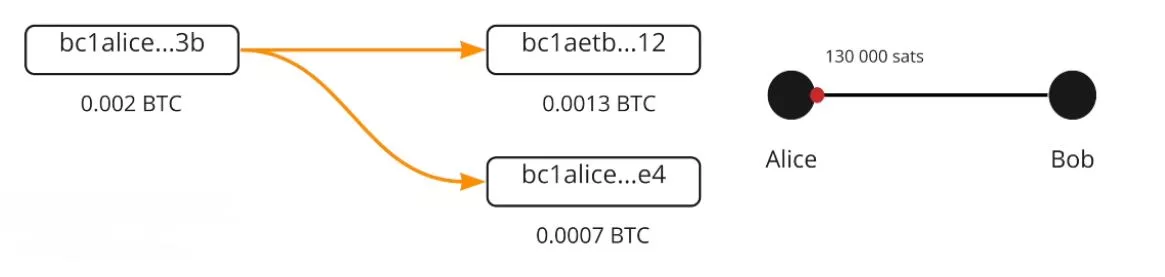 bc1alice...3b
bc1aetb...12
0.002 BTC
0.0013 BTC
bc1alice...e4
0.0007 BTC
130 000 sats
Alice
Bob